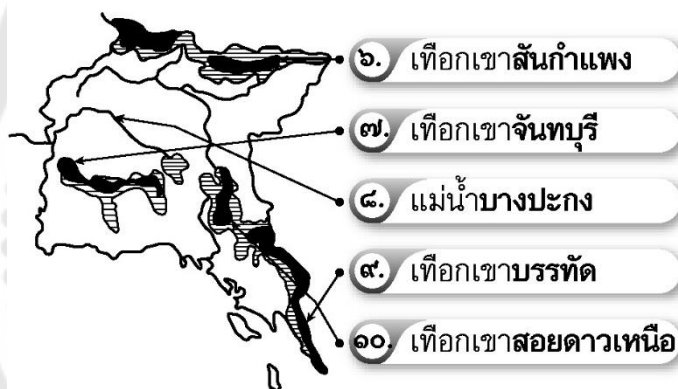 ๖. เทือกเขาสันกำแพง
๗. เทือกเขาจันทบุรี
๘. แม่น้ำบางปะกง
๙. เทือกเขาบรรทัด
๑๐. เทือกเขาสอยดาวเหนือ